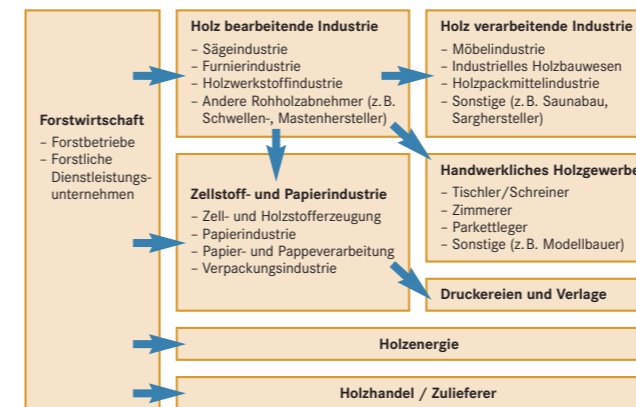 Forstwirtschaft
– Forstbetriebe
– Forstliche
Dienstleistungs-
unternehmen
Holz bearbeitende Industrie
– Sägeindustrie
– Furnierindustrie
– Holzwerkstoffindustrie
– Andere Rohholzabnehmer (z. B.
Schwellen-, Mastenhersteller)
Holz verarbeitende Industrie
– Möbelindustrie
– Industrielles Holzbauwesen
– Holzpackmittelindustrie
– Sonstige (z. B. Saunabau,
Sarghersteller)
Zellstoff- und Papierindustrie
– Zell- und Holzstofferzeugung
– Papierindustrie
– Papier- und Pappeverarbeitung
– Verpackungsindustrie
Handwerkliches Holzgewerbe
– Tischler/Schreiner
– Zimmerer
– Parkettleger
– Sonstige (z. B. Modellbauer)
Druckereien und Verlage
Holzenergie
Holzhandel / Zulieferer